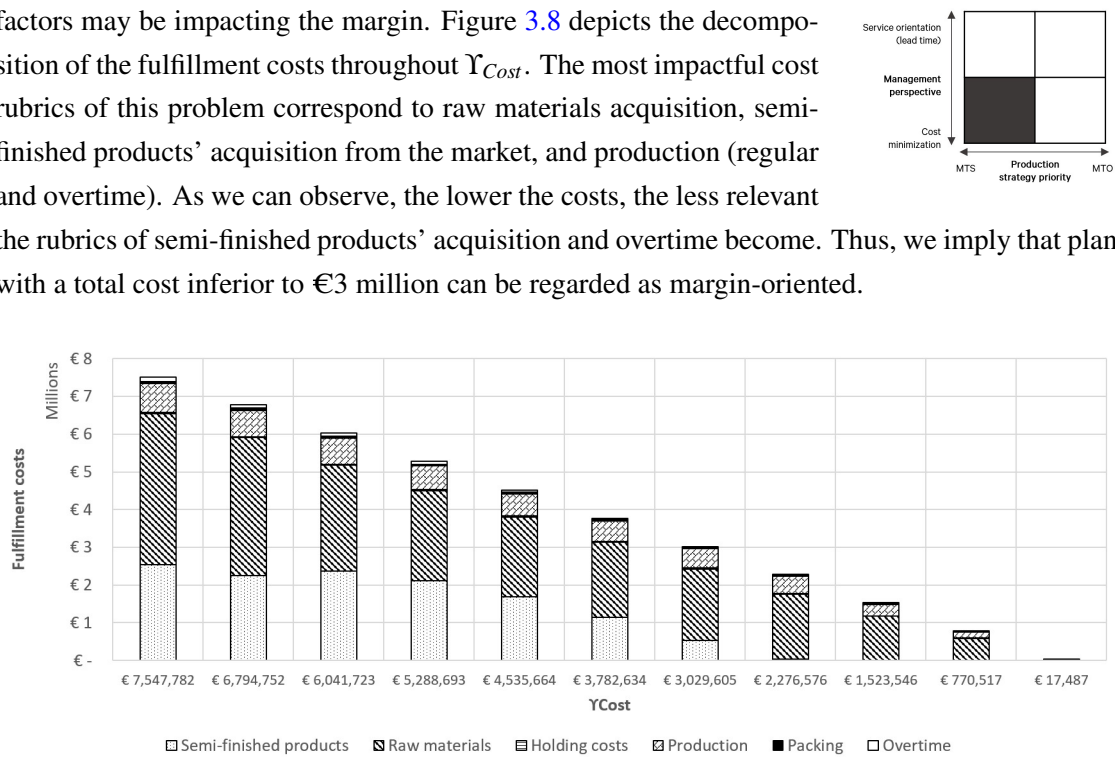 factors may be impacting the margin. Figure 3.8 depicts the decompo-
sition of the fulfillment costs throughout ϒCost. The most impactful cost
rubrics of this problem correspond to raw materials acquisition, semi-
finished products' acquisition from the market, and production (regular
and overtime). As we can observe, the lower the costs, the less relevant
the rubrics of semi-finished products' acquisition and overtime become. Thus, we imply that plan
with a total cost inferior to €3 million can be regarded as margin-oriented.
Service orientation
(lead time)
Management
perspective
Cost
minimization
MTS
Production
strategy priority
MTO
Fulfillment costs
Millions
€ 8
€ 7
€ 6
€ 5
€ 4
€ 3
€ 2
€ 1
€ -
€ 7,547,782 € 6,794,752 € 6,041,723 € 5,288,693 € 4,535,664 € 3,782,634 € 3,029,605 € 2,276,576 € 1,523,546 € 770,517 € 17,487
ϒCost
Semi-finished products Raw materials Holding costs Production Packing Overtime